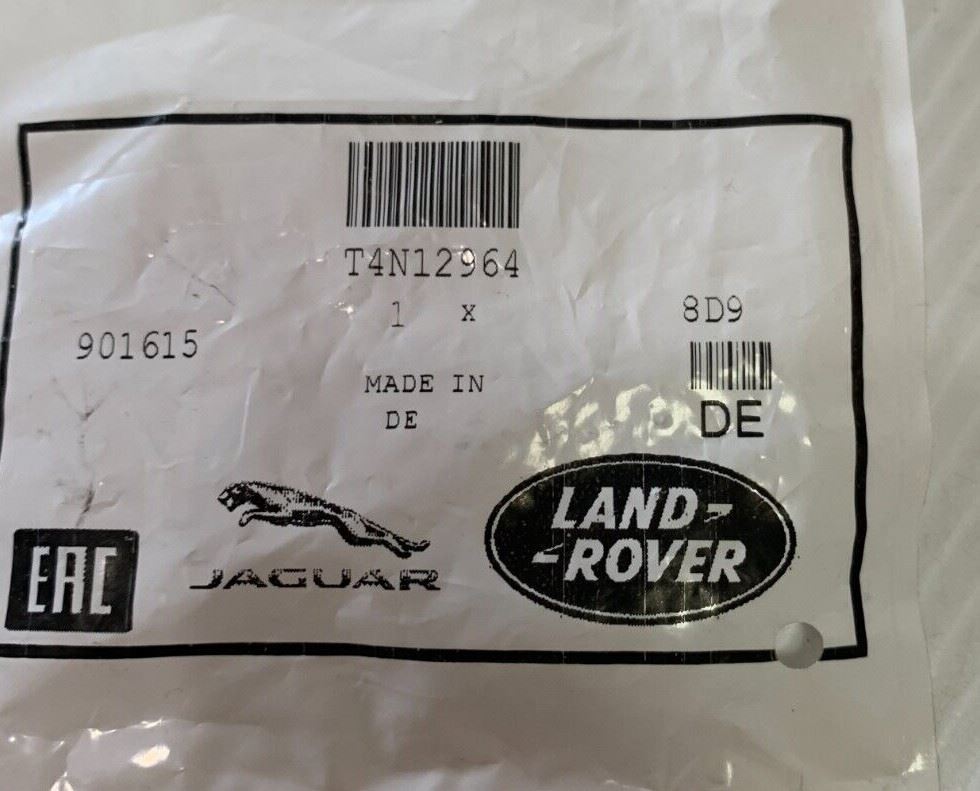 T4N12964
1 X
8D9
901615
MADE IN
DE
DE
LAND-
-ROVER
JAGUAR
EAC